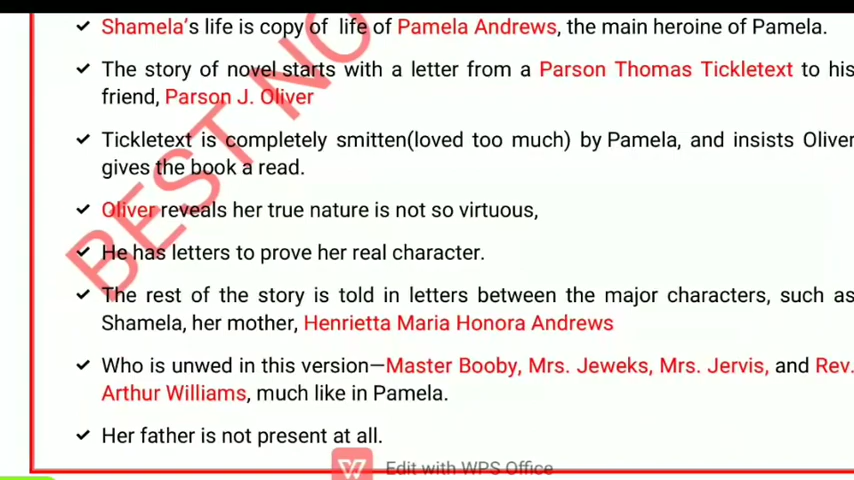 ✓ Shamela's life is copy of life of Pamela Andrews, the main heroine of Pamela.
✓ The story of novel starts with a letter from a Parson Thomas Tickletext to his
friend, Parson J. Oliver
✓ Tickletext is completely smitten(loved too much) by Pamela, and insists Oliver
gives the book a read.
✓ Oliver reveals her true nature is not so virtuous,
✓ He has letters to prove her real character.
✓ The rest of the story is told in letters between the major characters, such as
Shamela, her mother, Henrietta Maria Honora Andrews
✓ Who is unwed in this version—Master Booby, Mrs. Jeweks, Mrs. Jervis, and Rev.
Arthur Williams, much like in Pamela.
✓ Her father is not present at all.
BEST NO
W Edit with WPS Office